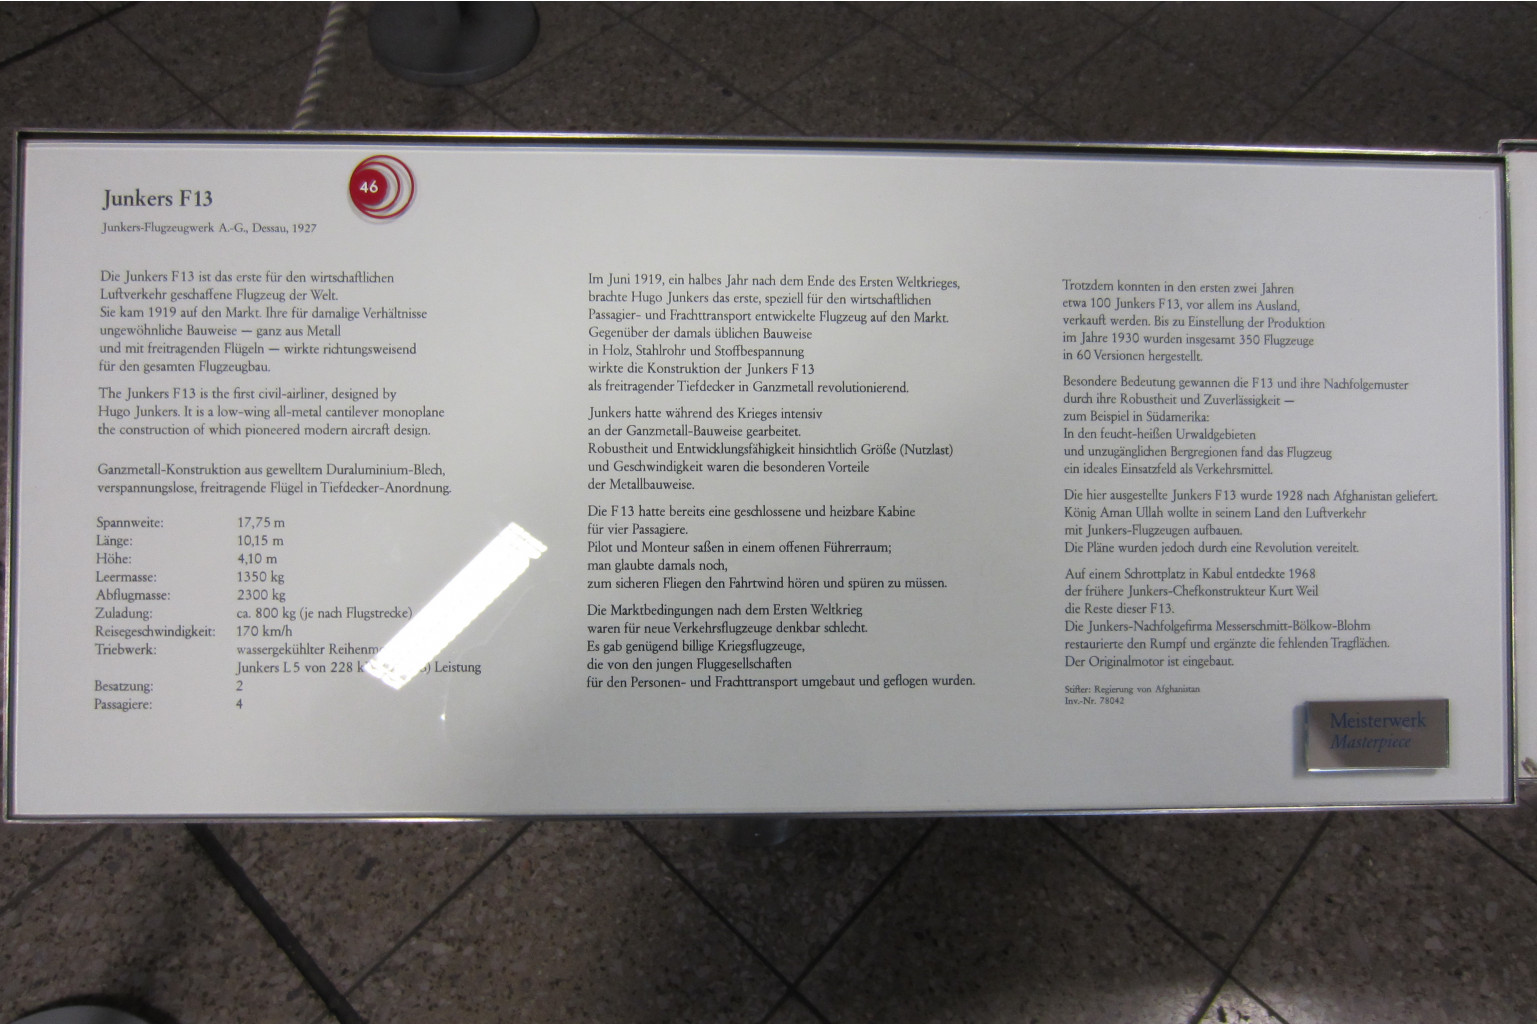 Junkers F13
46
Junkers-Flugzeugwerk A.-G., Dessau, 1927
Die Junkers F13 ist das erste für den wirtschaftlichen
Luftverkehr geschaffene Flugzeug der Welt.
Sie kam 1919 auf den Markt. Ihre für damalige Verhältnisse
ungewöhnliche Bauweise — ganz aus Metall
und mit freitragenden Flügeln — wirkte richtungsweisend
für den gesamten Flugzeugbau.
The Junkers F13 is the first civil-airliner, designed by
Hugo Junkers. It is a low-wing all-metal cantilever monoplane
the construction of which pioneered modern aircraft design.
Ganzmetall-Konstruktion aus gewelltem Duraluminium-Blech,
verspannungslose, freitragende Flügel in Tiefdecker-Anordnung.
Spannweite: 17,75 m
Länge: 10,15 m
Höhe: 4,10 m
Leermasse: 1350 kg
Abflugmasse: 2300 kg
Zuladung: ca. 800 kg (je nach Flugstrecke)
Reisegeschwindigkeit: 170 km/h
Triebwerk: wassergekühlter
Junkers L5 von 228 Leistung
Besatzung: 2
Passagiere: 4
Im Juni 1919, ein halbes Jahr nach dem Ende des Ersten Weltkrieges,
brachte Hugo Junkers das erste, speziell für den wirtschaftlichen
Passagier- und Frachttransport entwickelte Flugzeug auf den Markt.
Gegenüber der damals üblichen Bauweise
in Holz, Stahlrohr und Stoffbespannung
wirkte die Konstruktion der Junkers F13
als freitragender Tiefdecker in Ganzmetall revolutionierend.
Junkers hatte während des Krieges intensiv
an der Ganzmetall-Bauweise gearbeitet.
Robustheit und Entwicklungsfähigkeit hinsichtlich Größe (Nutzlast)
und Geschwindigkeit waren die besonderen Vorteile
der Metallbauweise.
Die F13 hatte bereits eine geschlossene und heizbare Kabine
für vier Passagiere.
Pilot und Monteur saßen in einem offenen Führerraum;
man glaubte damals noch,
zum sicheren Fliegen den Fahrtwind hören und spüren zu müssen.
Die Marktbedingungen nach dem Ersten Weltkrieg
waren für neue Verkehrsflugzeuge denkbar schlecht.
Es gab genügend billige Kriegsflugzeuge,
die von den jungen Fluggesellschaften
für den Personen- und Frachttransport umgebaut und geflogen wurden.
Trotzdem konnten in den ersten zwei Jahren
etwa 100 Junkers F13, vor allem ins Ausland,
verkauft werden. Bis zu Einstellung der Produktion
im Jahre 1930 wurden insgesamt 350 Flugzeuge
in 60 Versionen hergestellt.
Besondere Bedeutung gewannen die F13 und ihre Nachfolgemuster
durch ihre Robustheit und Zuverlässigkeit —
zum Beispiel in Südamerika:
In den feucht-heißen Urwaldgebieten
und unzugänglichen Bergregionen fand das Flugzeug
ein ideales Einsatzfeld als Verkehrsmittel.
Die hier ausgestellte Junkers F13 wurde 1928 nach Afghanistan geliefert.
König Aman Ullah wollte in seinem Land den Luftverkehr
mit Junkers-Flugzeugen aufbauen.
Die Pläne wurden jedoch durch eine Revolution vereitelt.
Auf einem Schrottplatz in Kabul entdeckte 1968
der frühere Junkers-Chefkonstrukteur Kurt Weil
die Reste dieser F13.
Die Junkers-Nachfolgefirma Messerschmitt-Bölkow-Blohm
restaurierte den Rumpf und ergänzte die fehlenden Tragflächen.
Der Originalmotor ist eingebaut.
Stifter: Regierung von Afghanistan
Inv.-Nr. 78042
Meisterwerk
Masterpiece